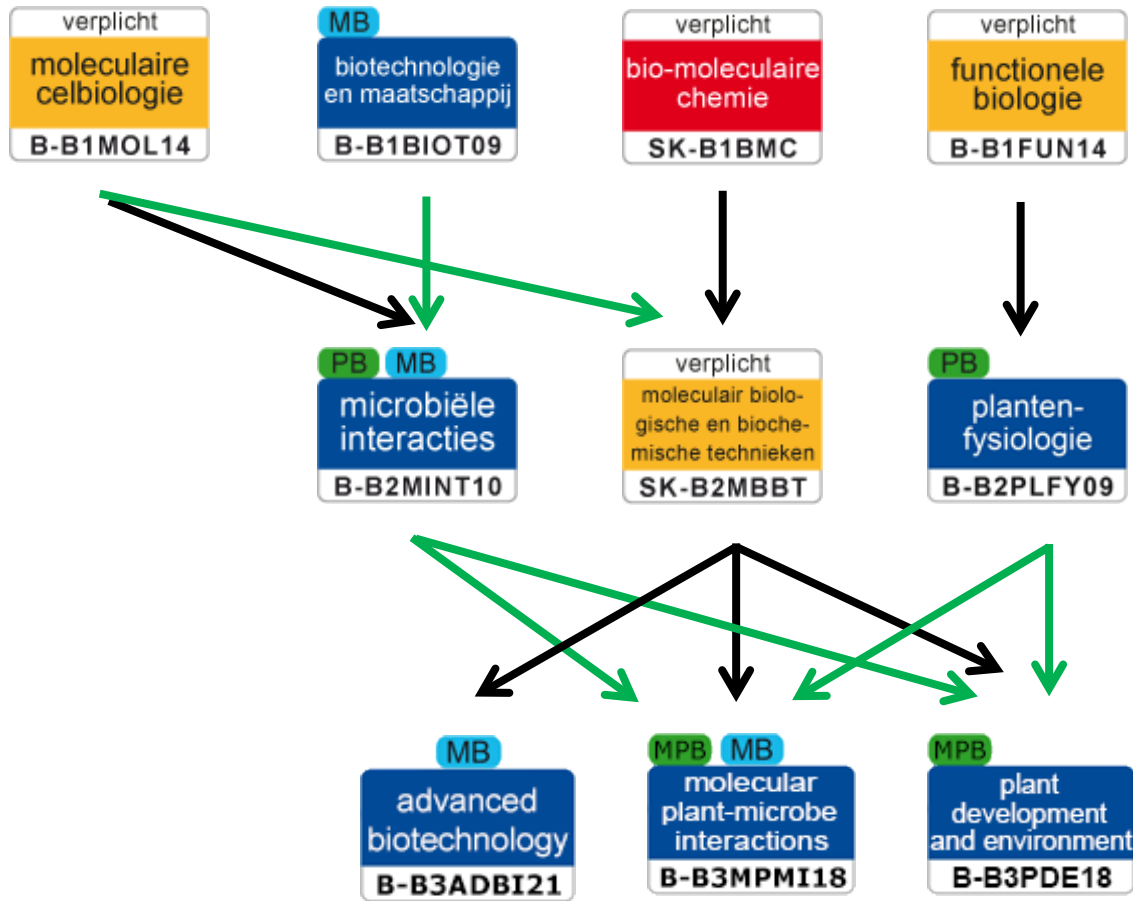 verplicht
moleculaire
celbiologie
B-B1MOL14
MB
biotechnologie
en maatschappij
B-B1BIOT09
verplicht
bio-moleculaire
chemie
SK-B1BMC
verplicht
functionele
biologie
B-B1FUN14
PB MB
microbiële
interacties
B-B2MINT10
verplicht
moleculair biolo-
gische en bioche-
mische technieken
SK-B2MBBT
PB
planten-
fysiologie
B-B2PLFY09
MB
advanced
biotechnology
B-B3ADBI21
MPB MB
molecular
plant-microbe
interactions
B-B3MPMI18
MPB
plant
development
and environment
B-B3PDE18